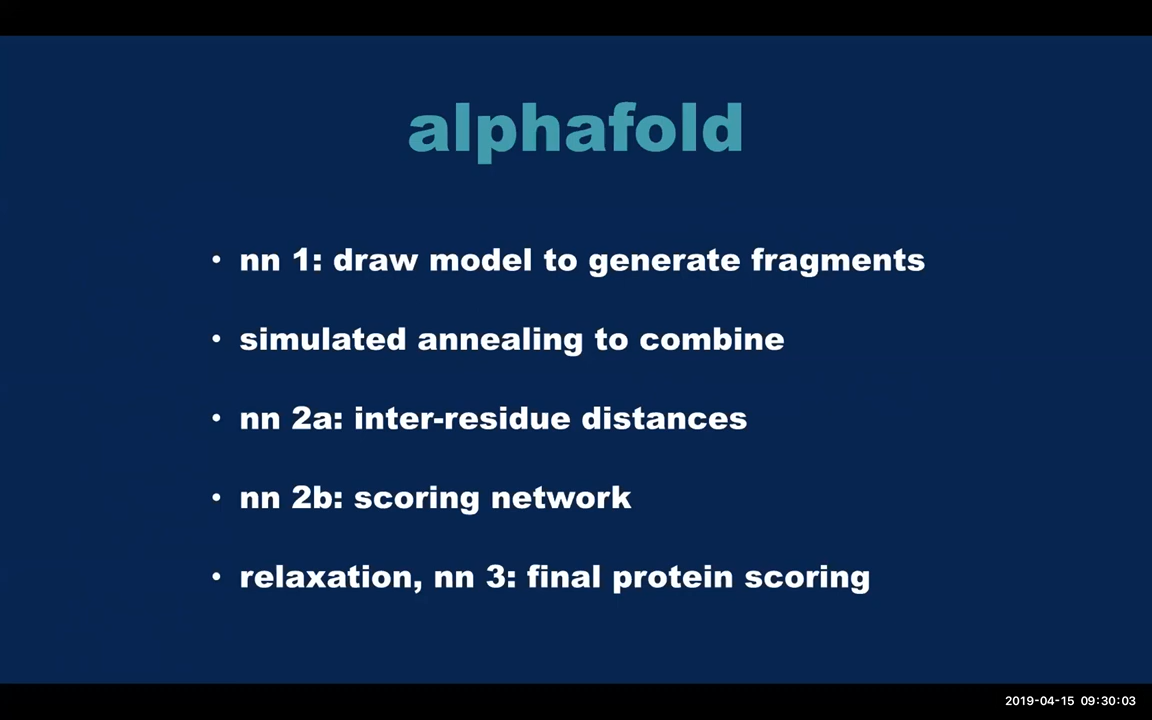 alphafold
• nn 1: draw model to generate fragments
• simulated annealing to combine
• nn 2a: inter-residue distances
• nn 2b: scoring network
• relaxation, nn 3: final protein scoring
2019-04-15 09:30:03